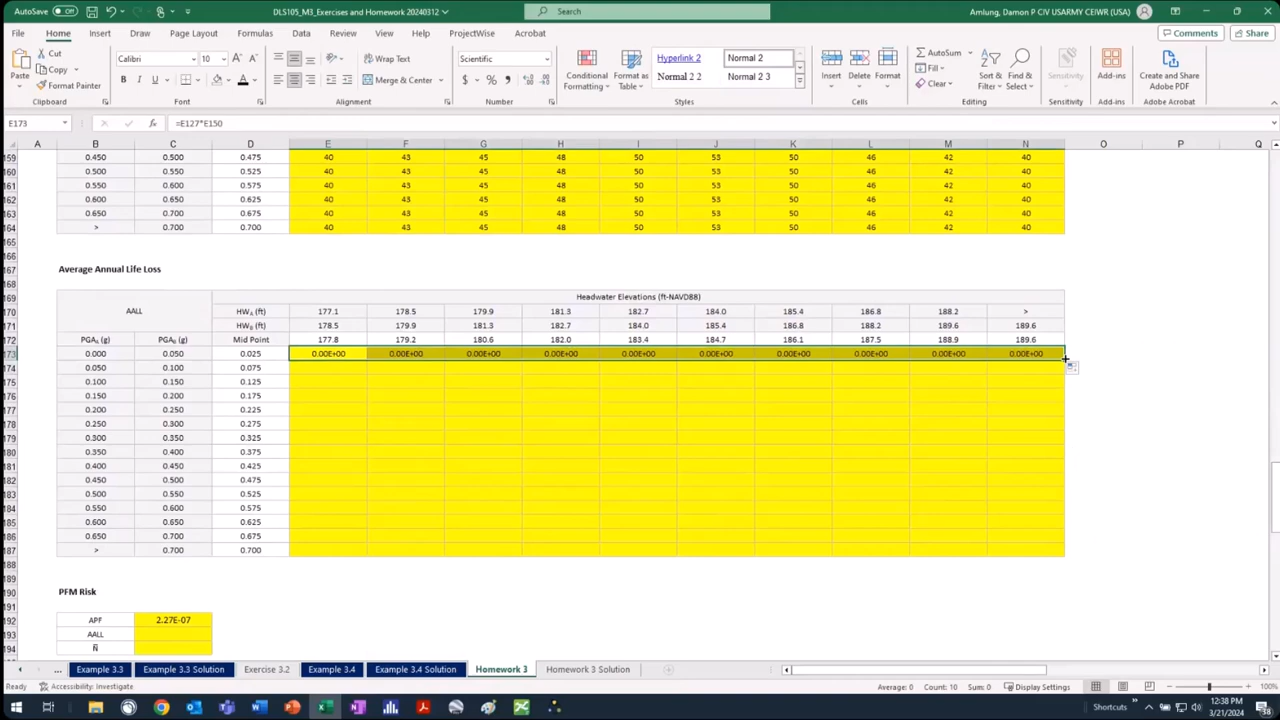 AutoSave Off DLS105_M3_Exercises and Homework 20240312 Search Amlung, Damon P CIV USARMY CEIWR (USA)
File Home Insert Draw Page Layout Formulas Data Review View Help ProjectWise Acrobat Comments Share
Cut Calibri 10 Wrap Text Scientific Hyperlink 2 Normal 2 AutoSum
Paste Copy Conditional Formatting Format as Table Insert Delete Format Fill Sort & Filter Find & Select Sensitivity Add-ins Create and Share Adobe PDF
Format Painter B I U Merge & Center $ % Normal 2 2 Normal 2 3 Clear
Clipboard Font Alignment Number Styles Cells Editing Sensitivity Add-ins Adobe Acrobat
E173 fx =E127*E150
A B C D E F G H I J K L M N O P Q
159 0.450 0.500 0.475 40 43 45 48 50 53 50 46 42 40
160 0.500 0.550 0.525 40 43 45 48 50 53 50 46 42 40
161 0.550 0.600 0.575 40 43 45 48 50 53 50 46 42 40
162 0.600 0.650 0.625 40 43 45 48 50 53 50 46 42 40
163 0.650 0.700 0.675 40 43 45 48 50 53 50 46 42 40
164 > 0.700 0.700 40 43 45 48 50 53 50 46 42 40
165
166
167 Average Annual Life Loss
168
169 Headwater Elevations (ft-NAVD88)
170 AALL HWA (ft) 177.1 178.5 179.9 181.3 182.7 184.0 185.4 186.8 188.2 >
171 HWB (ft) 178.5 179.9 181.3 182.7 184.0 185.4 186.8 188.2 189.6 189.6
172 PGAA (g) PGAB (g) Mid Point 177.8 179.2 180.6 182.0 183.4 184.7 186.1 187.5 188.9 189.6
173 0.000 0.050 0.025 0.00E+00 0.00E+00 0.00E+00 0.00E+00 0.00E+00 0.00E+00 0.00E+00 0.00E+00 0.00E+00 0.00E+00
174 0.050 0.100 0.075
175 0.100 0.150 0.125
176 0.150 0.200 0.175
177 0.200 0.250 0.225
178 0.250 0.300 0.275
179 0.300 0.350 0.325
180 0.350 0.400 0.375
181 0.400 0.450 0.425
182 0.450 0.500 0.475
183 0.500 0.550 0.525
184 0.550 0.600 0.575
185 0.600 0.650 0.625
186 0.650 0.700 0.675
187 > 0.700 0.700
188
189
190 PFM Risk
191
192 APF 2.27E-07
193 AALL
194 N̄
... Example 3.3 Example 3.3 Solution Exercise 3.2 Example 3.4 Example 3.4 Solution Homework 3 Homework 3 Solution
Ready Accessibility: Investigate Average: 0 Count: 10 Sum: 0 Display Settings 100%
Shortcuts 12:38 PM
3/21/2024
38